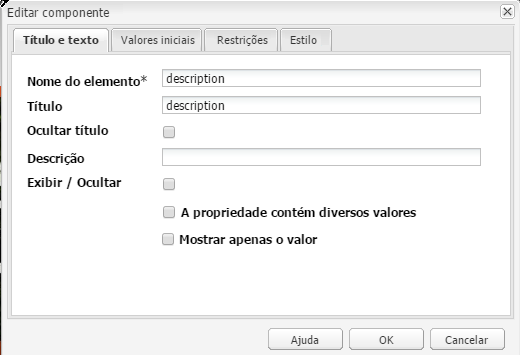 Editar componente
Título e texto Valores iniciais Restrições Estilo
Nome do elemento* description
Título description
Ocultar título
Descrição
Exibir / Ocultar
A propriedade contém diversos valores
Mostrar apenas o valor
Ajuda OK Cancelar